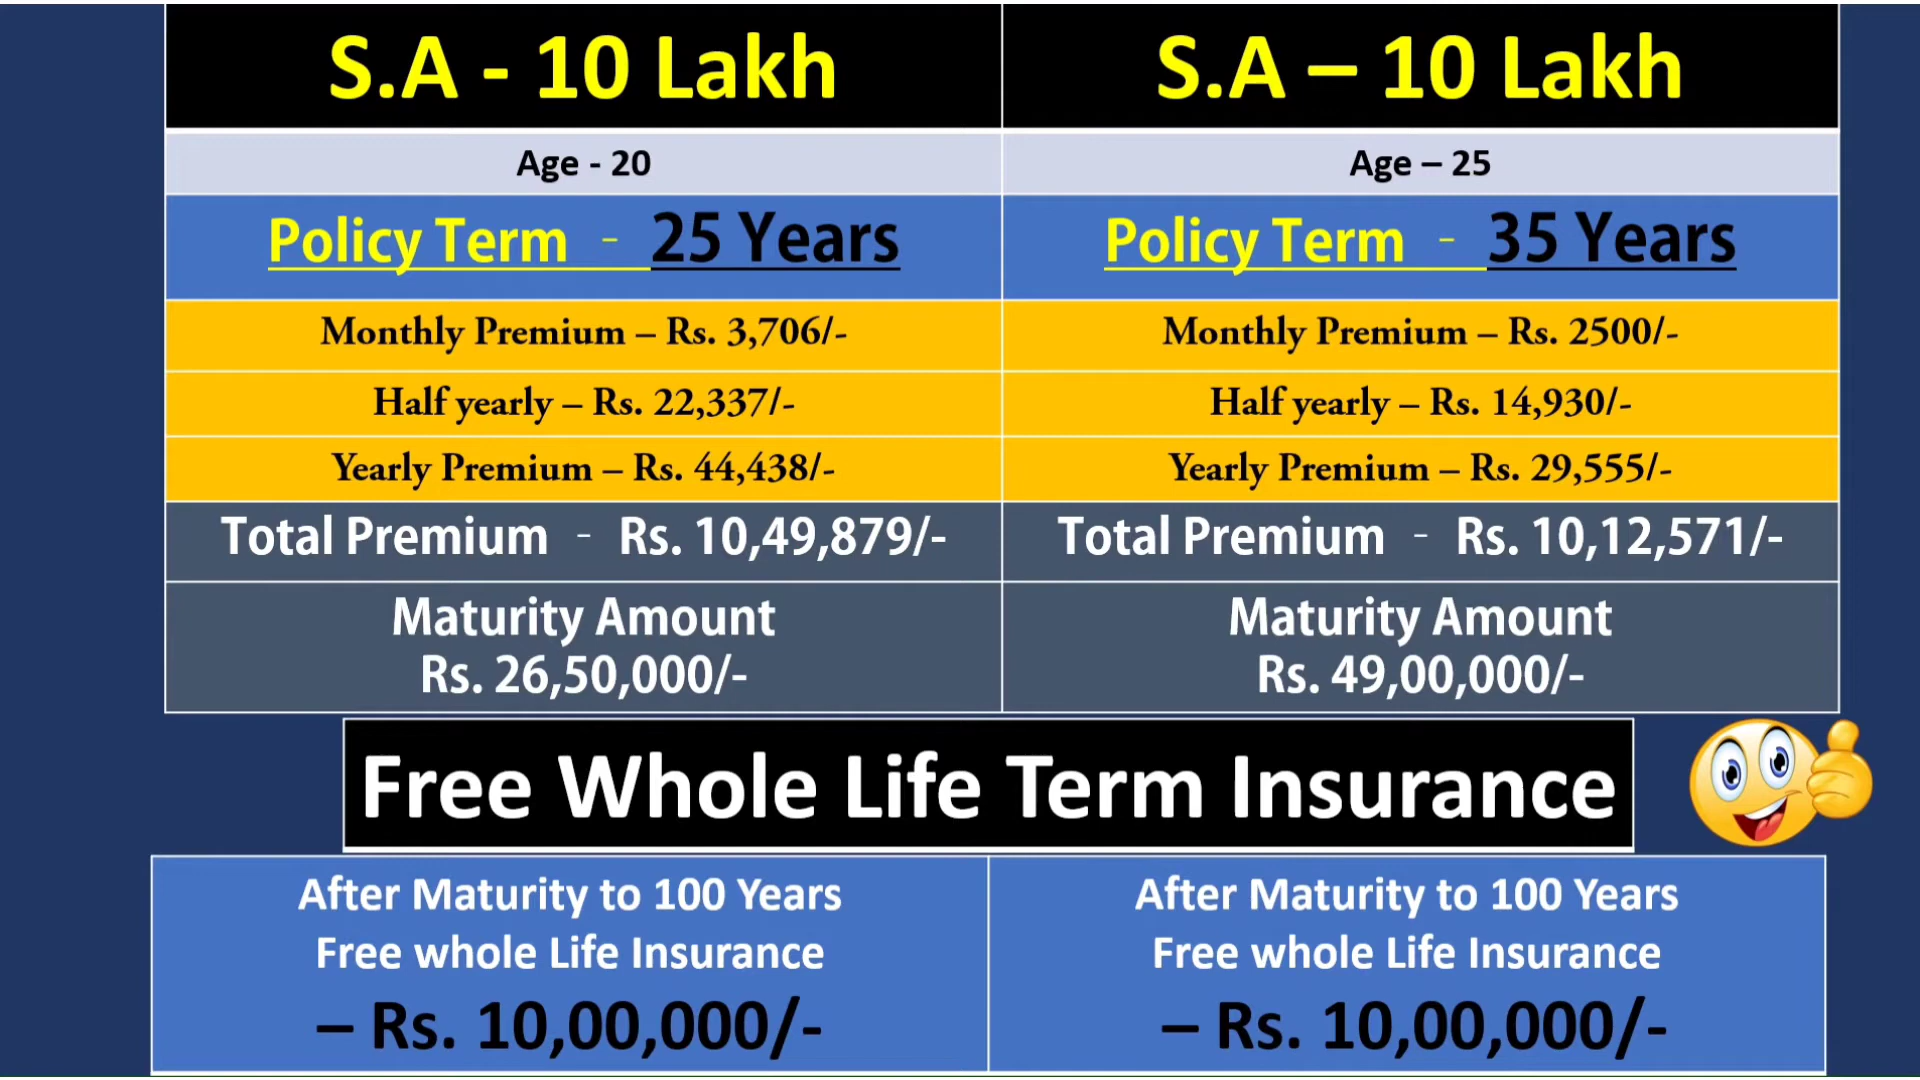 S.A - 10 Lakh
S.A – 10 Lakh
Age - 20
Age – 25
Policy Term - 25 Years
Policy Term - 35 Years
Monthly Premium – Rs. 3,706/-
Monthly Premium – Rs. 2500/-
Half yearly – Rs. 22,337/-
Half yearly – Rs. 14,930/-
Yearly Premium – Rs. 44,438/-
Yearly Premium – Rs. 29,555/-
Total Premium - Rs. 10,49,879/-
Total Premium - Rs. 10,12,571/-
Maturity Amount
Rs. 26,50,000/-
Maturity Amount
Rs. 49,00,000/-
Free Whole Life Term Insurance
After Maturity to 100 Years
Free whole Life Insurance
– Rs. 10,00,000/-
After Maturity to 100 Years
Free whole Life Insurance
– Rs. 10,00,000/-